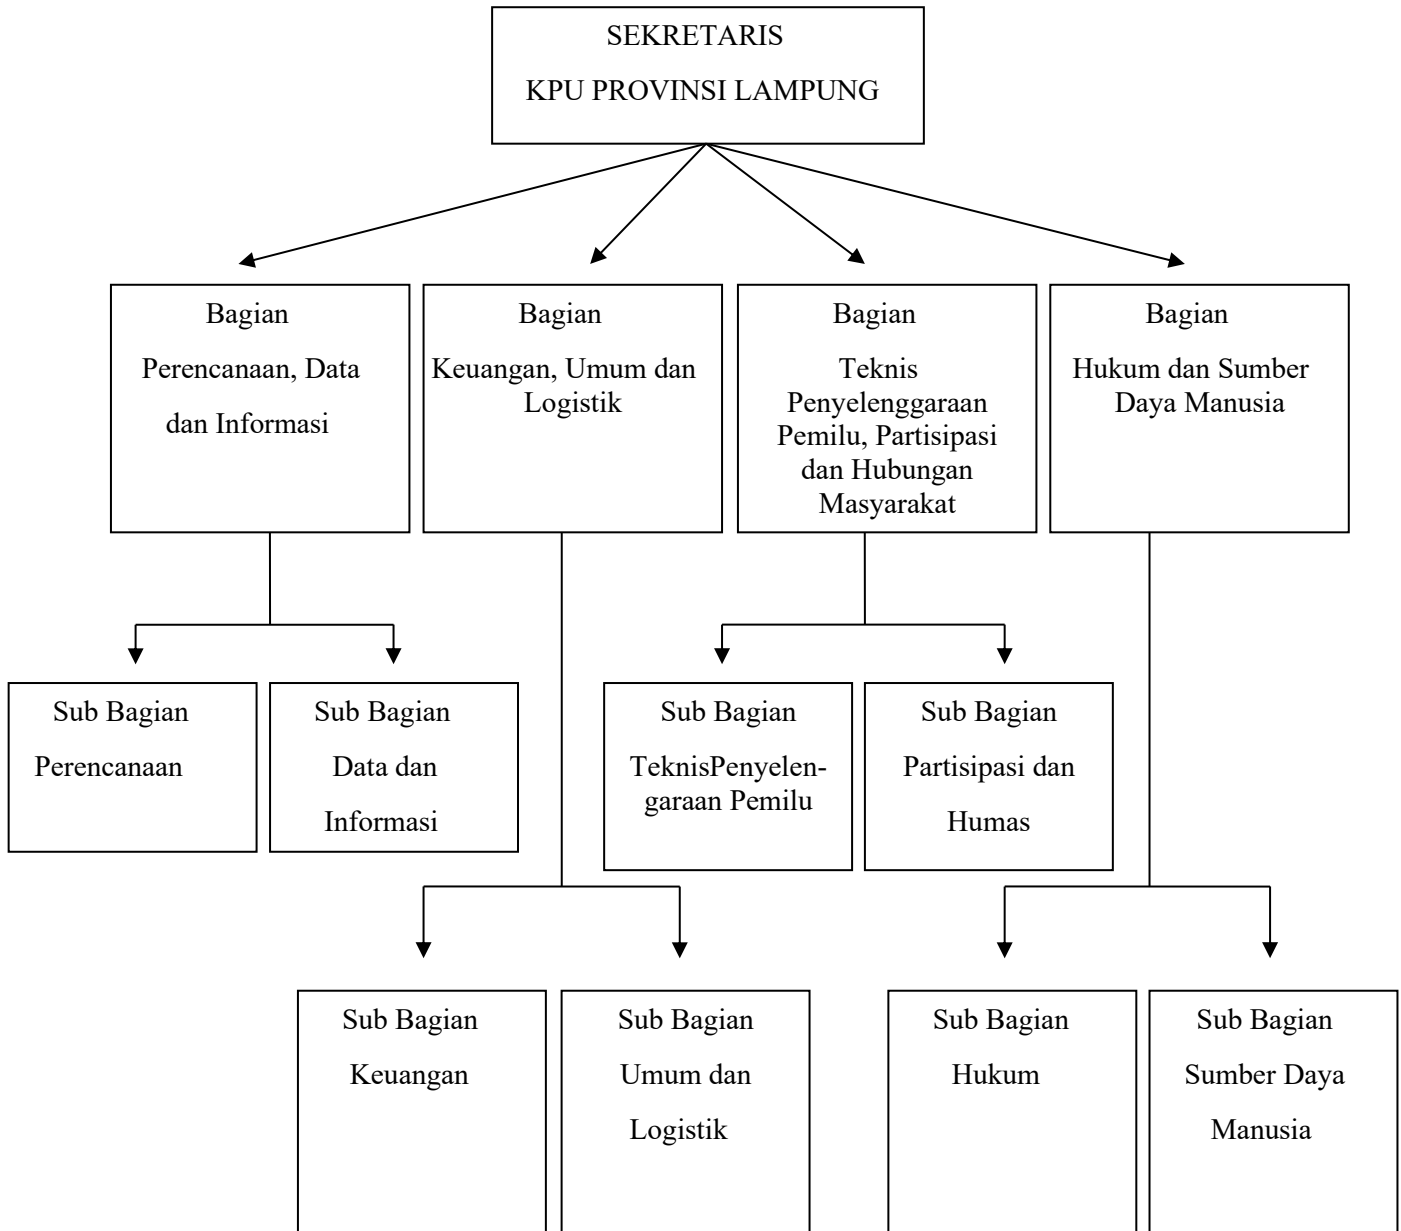 SEKRETARIS
KPU PROVINSI LAMPUNG
Bagian
Perencanaan, Data
dan Informasi
Bagian
Keuangan, Umum dan
Logistik
Bagian
Teknis
Penyelenggaraan
Pemilu, Partisipasi
dan Hubungan
Masyarakat
Bagian
Hukum dan Sumber
Daya Manusia
Sub Bagian
Perencanaan
Sub Bagian
Data dan
Informasi
Sub Bagian
TeknisPenyelen-
garaan Pemilu
Sub Bagian
Partisipasi dan
Humas
Sub Bagian
Keuangan
Sub Bagian
Umum dan
Logistik
Sub Bagian
Hukum
Sub Bagian
Sumber Daya
Manusia